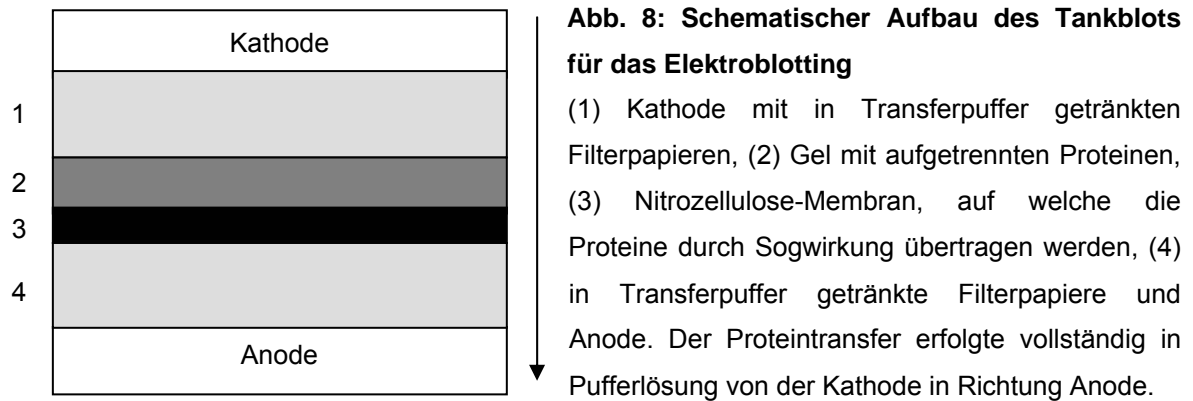 Kathode
1
2
3
4
Anode
Abb. 8: Schematischer Aufbau des Tankblots
für das Elektroblotting
(1) Kathode mit in Transferpuffer getränkten
Filterpapieren, (2) Gel mit aufgetrennten Proteinen,
(3) Nitrozellulose-Membran, auf welche die
Proteine durch Sogwirkung übertragen werden, (4)
in Transferpuffer getränkte Filterpapiere und
Anode. Der Proteintransfer erfolgte vollständig in
Pufferlösung von der Kathode in Richtung Anode.